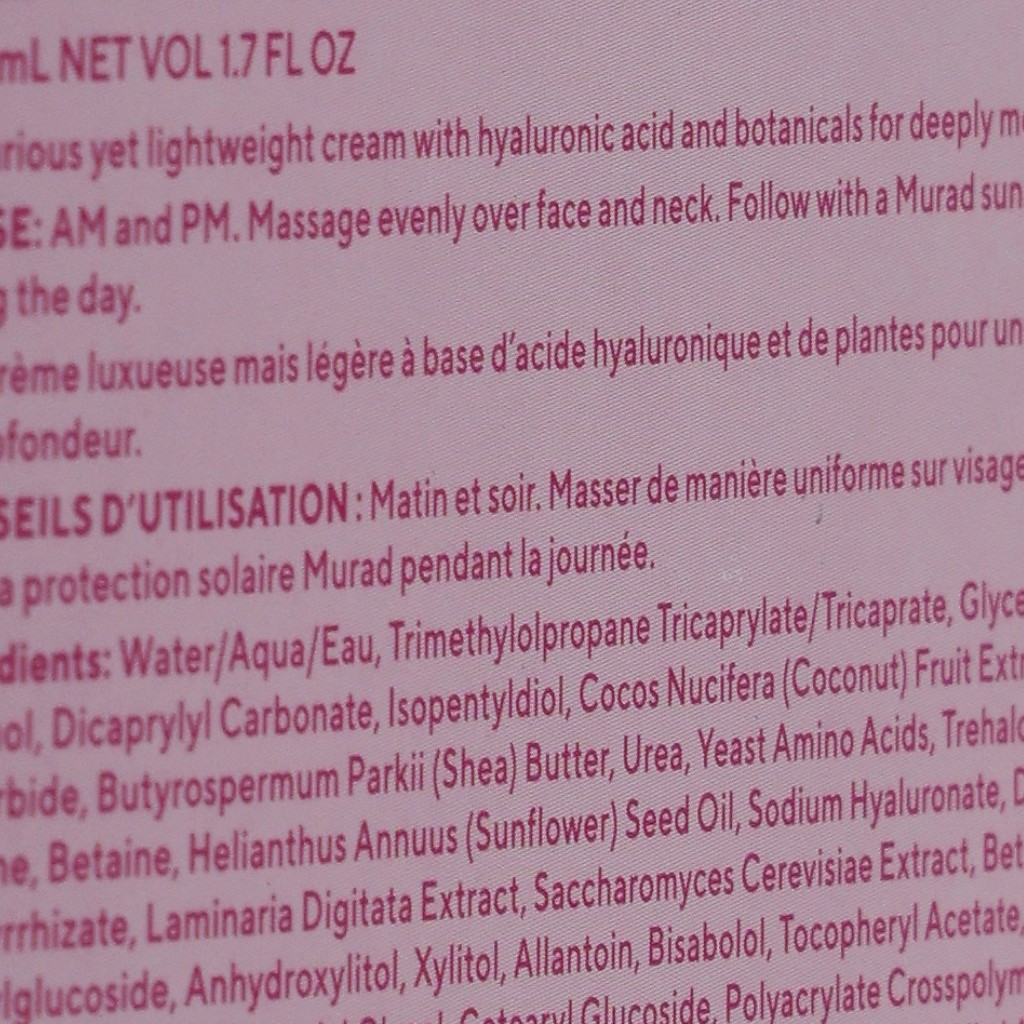 mL NET VOL 1.7 FL OZ
yet lightweight cream with hyaluronic acid and botanicals for deeply
SE: AM and PM. Massage evenly over face and neck. Follow with a Murad sun
g the day.
rème luxueuse mais légère à base d'acide hyaluronique et de plantes pour un
ofondeur.
SEILS D'UTILISATION : Matin et soir. Masser de manière uniforme sur visage
a protection solaire Murad pendant la journée.
dients: Water/Aqua/Eau, Trimethylolpropane Tricaprylate/Tricaprate, Glyce
ol, Dicaprylyl Carbonate, Isopentyldiol, Cocos Nucifera (Coconut) Fruit Extr
rbide, Butyrospermum Parkii (Shea) Butter, Urea, Yeast Amino Acids, Trehalo
ne, Betaine, Helianthus Annuus (Sunflower) Seed Oil, Sodium Hyaluronate, D
yrrhizate, Laminaria Digitata Extract, Saccharomyces Cerevisiae Extract, Bet
lglucoside, Anhydroxylitol, Xylitol, Allantoin, Bisabolol, Tocopheryl Acetate,
Glucoside, Polyacrylate Crosspolym